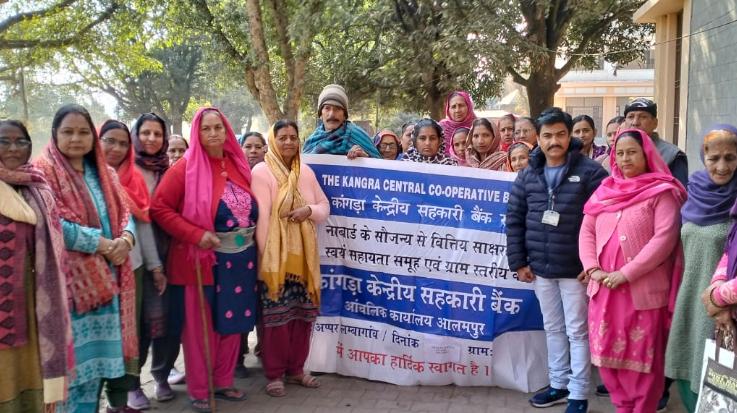 THE KANGRA CENTRAL CO-OPERATIVE B
कांगड़ा केन्द्रीय सहकारी बैंक
नाबार्ड के सौजन्य से वित्तिय साक्षर
स्वयं सहायता समूह एवं ग्राम स्तरीय
कांगड़ा केन्द्रीय सहकारी बैंक
आंचलिक कार्यालय आलमपुर
अप्पर लम्बागांव / दिनांक ग्राम:
में आपका हार्दिक स्वागत है।